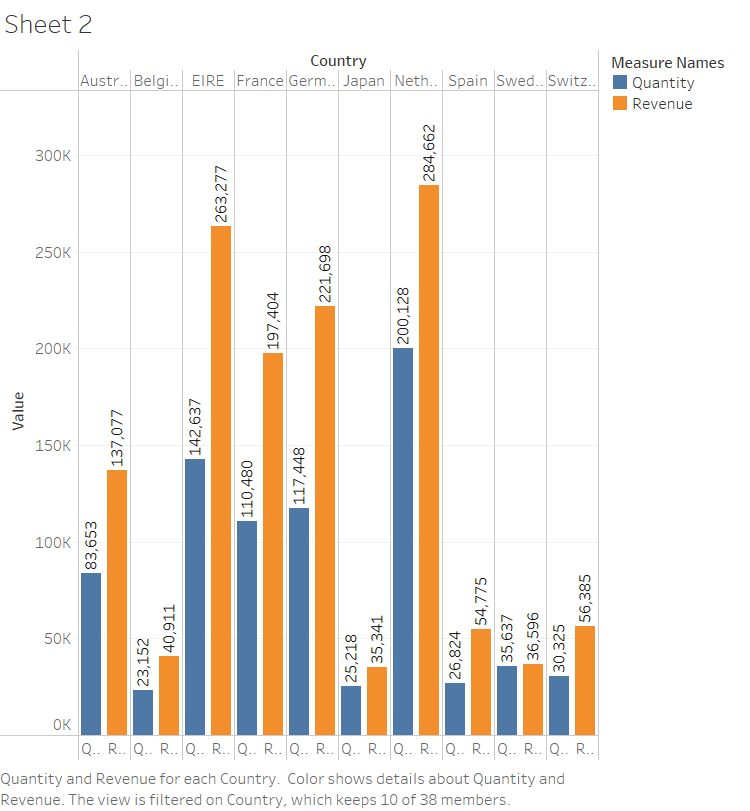 Sheet 2
Country
Measure Names
Austr.. Belgi.. EIRE France Germ.. Japan Neth.. Spain Swed.. Switz..
Quantity
Revenue
Value
300K
250K
200K
150K
100K
50K
0K
83,653
137,077
23,152
40,911
142,637
263,277
110,480
197,404
117,448
221,698
25,218
35,341
200,128
284,662
26,824
54,775
35,637
36,596
30,325
56,385
Q.. R.. Q.. R.. Q.. R.. Q.. R.. Q.. R.. Q.. R.. Q.. R.. Q.. R.. Q.. R.. Q.. R..
Quantity and Revenue for each Country.  Color shows details about Quantity and
Revenue. The view is filtered on Country, which keeps 10 of 38 members.